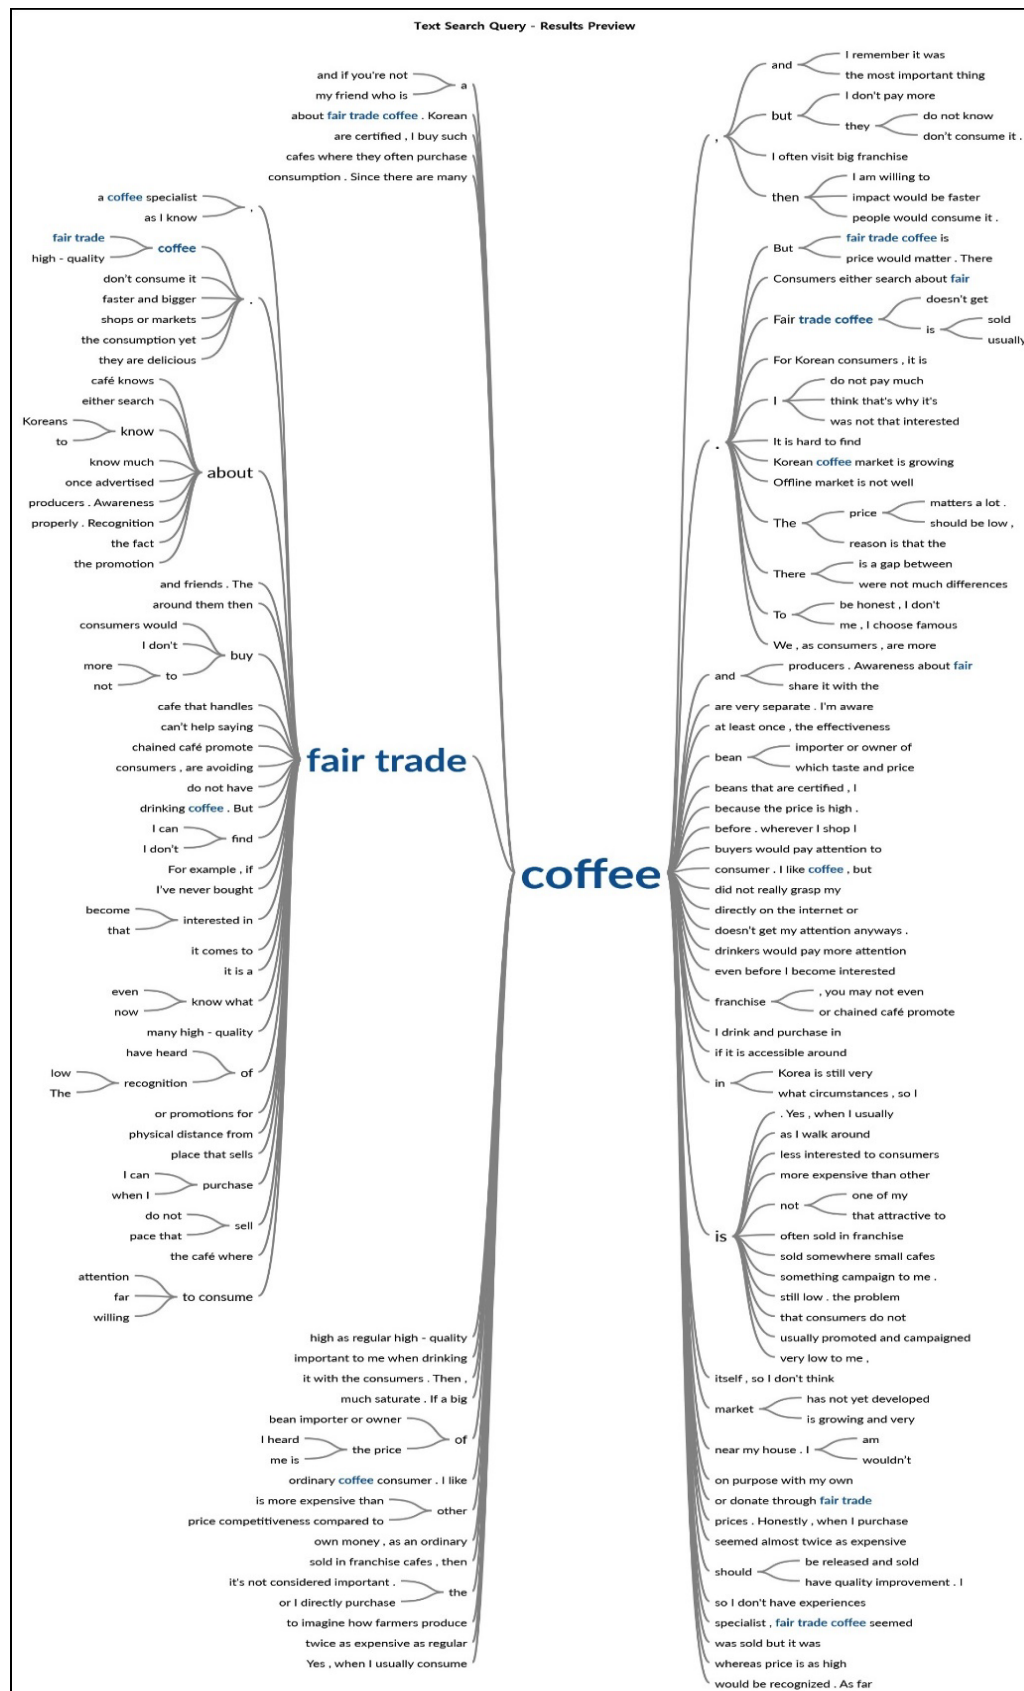 Text Search Query - Results Preview
and if you're not
my friend who is
a
about fair trade coffee . Korean
are certified , I buy such
cafes where they often purchase
consumption . Since there are many
a coffee specialist
as I know
,
fair trade
high - quality
coffee
don't consume it
faster and bigger
shops or markets
the consumption yet
they are delicious
.
café knows
either search
Koreans
to
know
know much
once advertised
producers . Awareness
properly . Recognition
the fact
the promotion
about
and friends . The
around them then
consumers would
I don't
more
not
to
buy
cafe that handles
can't help saying
chained café promote
consumers , are avoiding
do not have
drinking coffee . But
I can
I don't
find
For example , if
I've never bought
become
that
interested in
it comes to
it is a
even
now
know what
many high - quality
have heard
low
The
recognition
of
or promotions for
physical distance from
place that sells
I can
when I
purchase
do not
pace that
sell
the café where
attention
far
willing
to consume
fair trade
high as regular high - quality
important to me when drinking
it with the consumers . Then ,
much saturate . If a big
bean importer or owner
I heard
me is
the price
of
ordinary coffee consumer . I like
is more expensive than
price competitiveness compared to
other
own money , as an ordinary
sold in franchise cafes , then
it's not considered important .
or I directly purchase
the
to imagine how farmers produce
twice as expensive as regular
Yes , when I usually consume
coffee
,
and
I remember it was
the most important thing
but
I don't pay more
they
do not know
don't consume it .
I often visit big franchise
then
I am willing to
impact would be faster
people would consume it .
.
But
fair trade coffee is
price would matter . There
Consumers either search about fair
Fair trade coffee
doesn't get
is
sold
usually
For Korean consumers , it is
I
do not pay much
think that's why it's
was not that interested
It is hard to find
Korean coffee market is growing
Offline market is not well
The
price
matters a lot .
should be low ,
reason is that the
There
is a gap between
were not much differences
To
be honest , I don't
me , I choose famous
We , as consumers , are more
and
producers . Awareness about fair
share it with the
are very separate . I'm aware
at least once , the effectiveness
bean
importer or owner of
which taste and price
beans that are certified , I
because the price is high .
before . wherever I shop I
buyers would pay attention to
consumer . I like coffee , but
did not really grasp my
directly on the internet or
doesn't get my attention anyways .
drinkers would pay more attention
even before I become interested
franchise
, you may not even
or chained café promote
I drink and purchase in
if it is accessible around
in
Korea is still very
what circumstances , so I
is
. Yes , when I usually
as I walk around
less interested to consumers
more expensive than other
not
one of my
that attractive to
often sold in franchise
sold somewhere small cafes
something campaign to me .
still low . the problem
that consumers do not
usually promoted and campaigned
very low to me ,
itself , so I don't think
market
has not yet developed
is growing and very
near my house . I
am
wouldn't
on purpose with my own
or donate through fair trade
prices . Honestly , when I purchase
seemed almost twice as expensive
should
be released and sold
have quality improvement . I
so I don't have experiences
specialist , fair trade coffee seemed
was sold but it was
whereas price is as high
would be recognized . As far